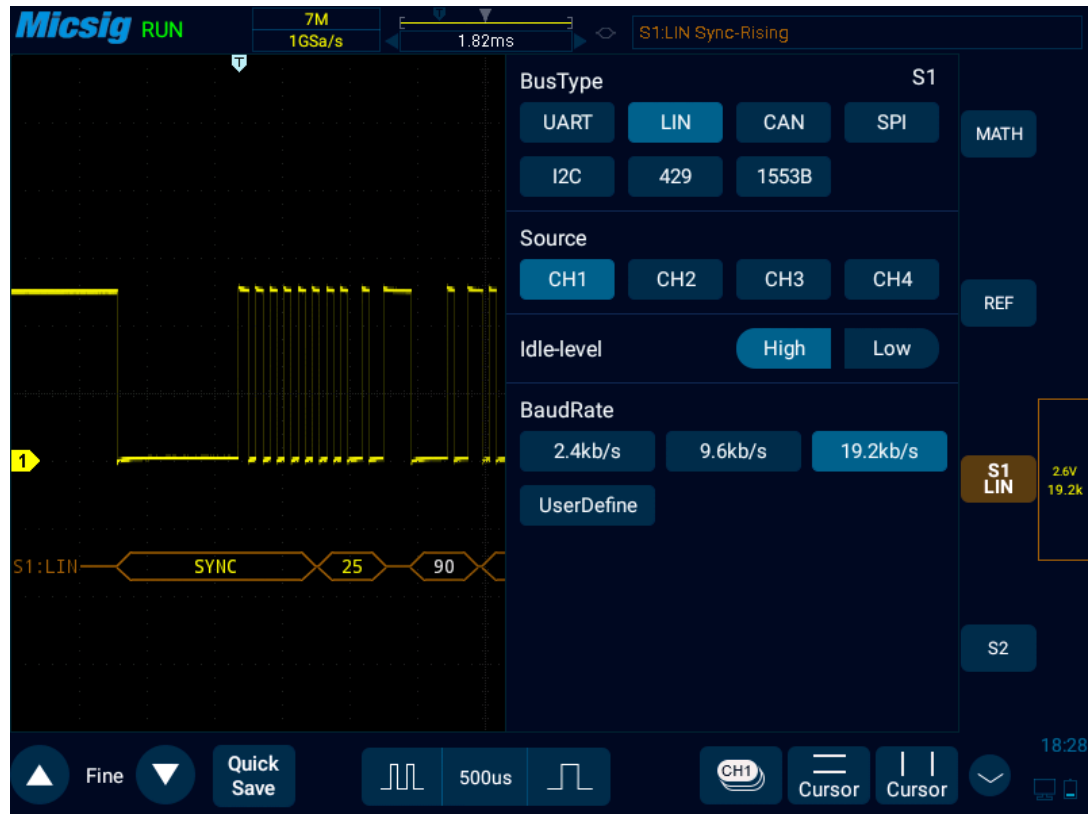 Micsig RUN
7M
1GSa/s
T
1.82ms
S1:LIN Sync-Rising
T
BusType S1
UART LIN CAN SPI
I2C 429 1553B
Source
CH1 CH2 CH3 CH4
Idle-level High Low
BaudRate
2.4kb/s 9.6kb/s 19.2kb/s
UserDefine
1
S1:LIN SYNC 25 90
MATH
REF
S1
LIN
2.6V
19.2k
S2
Fine
Quick
Save
500us
CH1
Cursor
Cursor
18:28